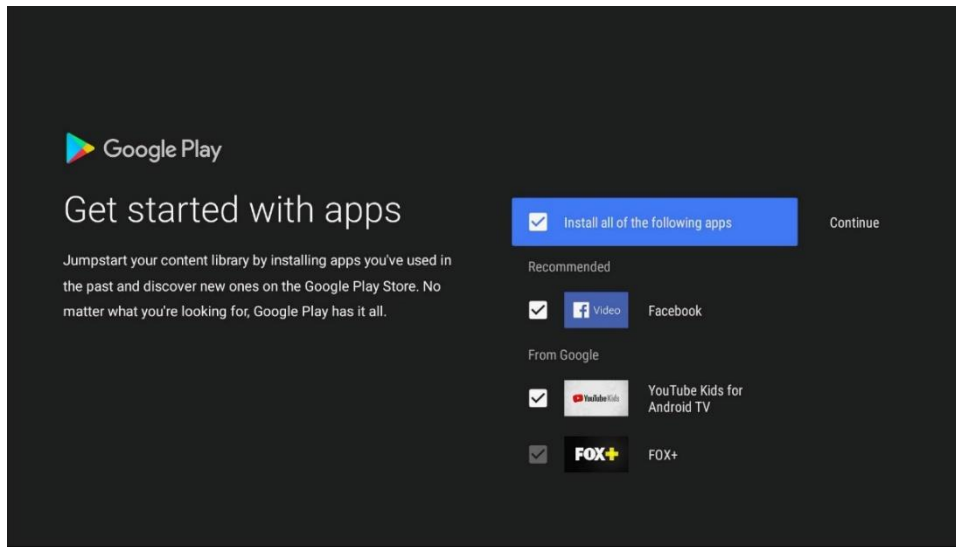 Google Play
Get started with apps
Jumpstart your content library by installing apps you've used in
the past and discover new ones on the Google Play Store. No
matter what you're looking for, Google Play has it all.
Install all of the following apps
Continue
Recommended
f Video
Facebook
From Google
YouTube Kids
YouTube Kids for
Android TV
FOX+
FOX+